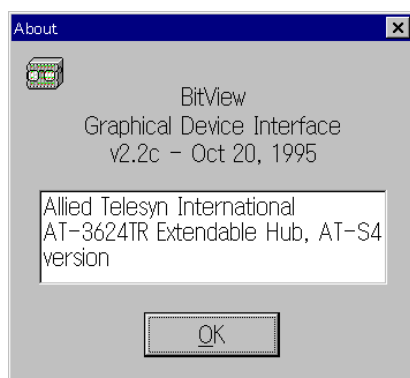 About
BitView
Graphical Device Interface
v2.2c - Oct 20, 1995
Allied Telesyn International
AT-3624TR Extendable Hub, AT-S4
version
OK